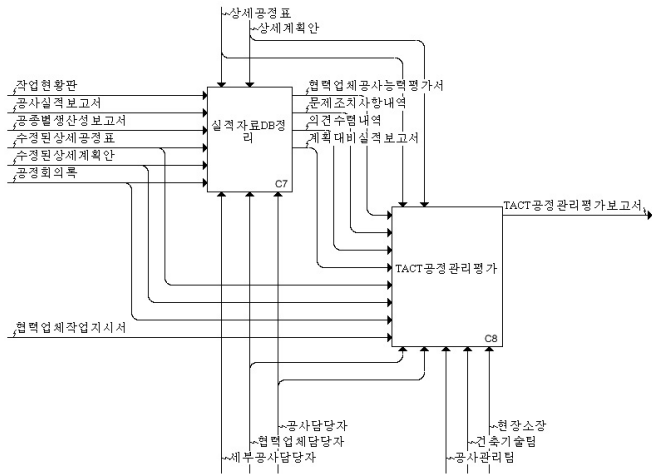 상세공정표
상세계획안
작업현황판
공사실적보고서
공종별생산성보고서
수정된상세공정표
수정된상세계획안
공정회의록
실적자료DB정
리
C7
협력업체공사능력평가서
문제조치사항내역
의견수렴내역
계획대비실적보고서
TACT공정관리평가보고서
TACT공정관리평가
C8
협력업체작업지시서
공사담당자
협력업체담당자
세부공사담당자
현장소장
건축기술팀
공사관리팀